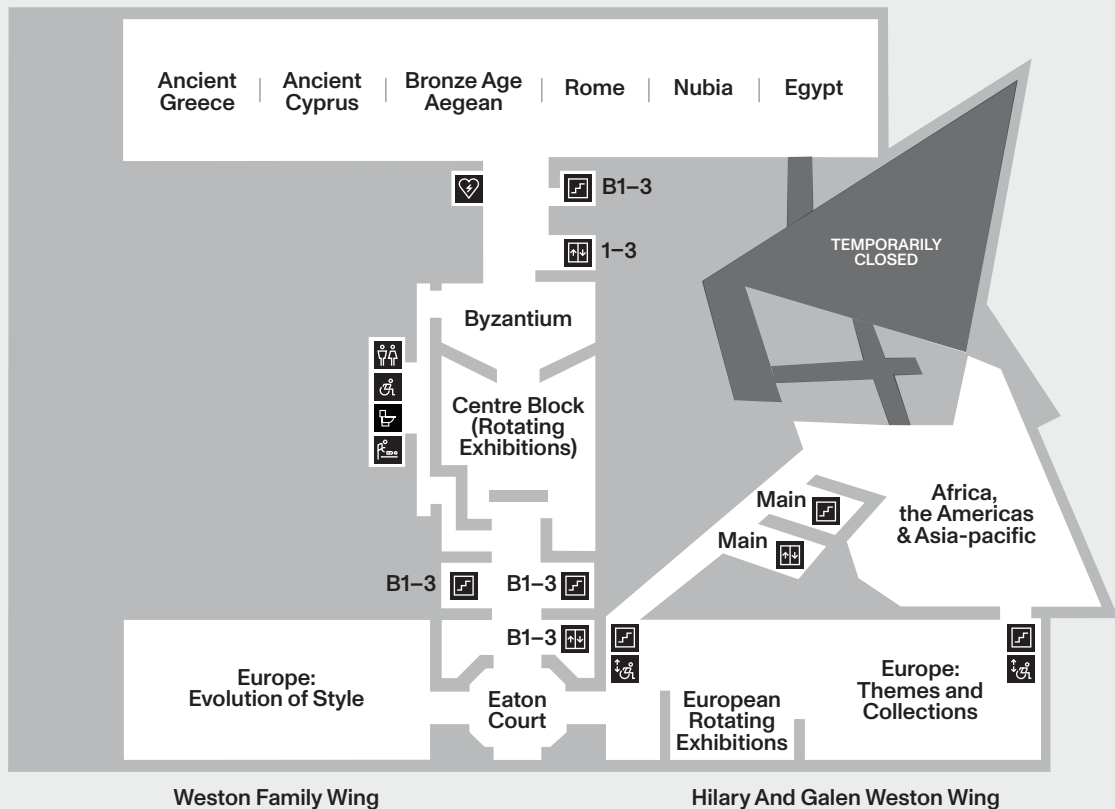 Ancient
Greece
Ancient
Cyprus
Bronze Age
Aegean
Rome
Nubia
Egypt
B1–3
1–3
TEMPORARILY
CLOSED
Byzantium
Centre Block
(Rotating
Exhibitions)
Main
Main
Africa,
the Americas
& Asia-pacific
B1–3
B1–3
B1–3
Europe:
Evolution of Style
Eaton
Court
European
Rotating
Exhibitions
Europe:
Themes and
Collections
Weston Family Wing
Hilary And Galen Weston Wing